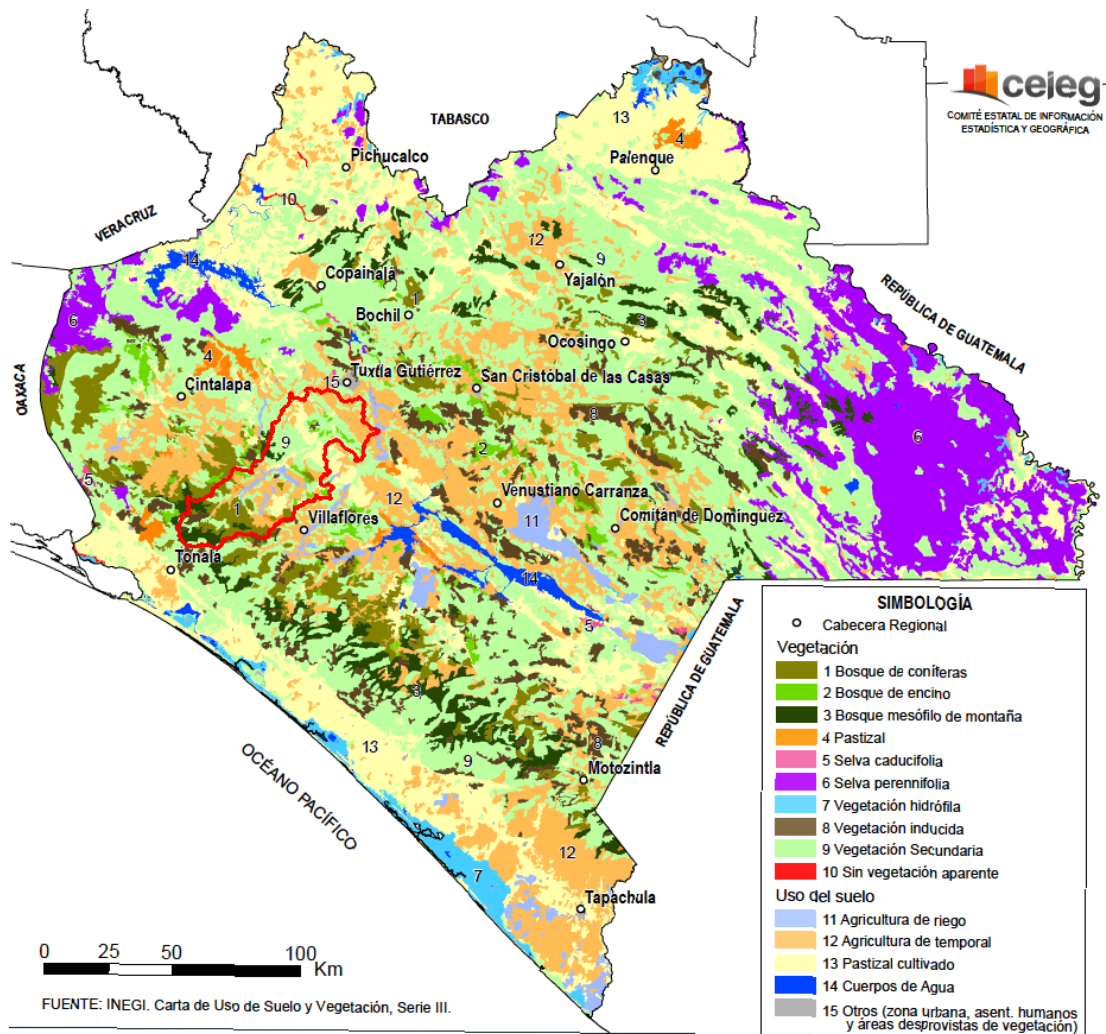 ceieg
COMITÉ ESTATAL DE INFORMACIÓN
ESTADÍSTICA Y GEOGRÁFICA
TABASCO
VERACRUZ
OAXACA
REPÚBLICA DE GUATEMALA
REPÚBLICA DE GUATEMALA
OCÉANO PACÍFICO
13
4
Palenque
Pichucalco
10
12
9
Yajalón
14
Copainalá
1
Bochil
3
Ocosingo
6
4
Cintalapa
15
Tuxtla Gutiérrez
San Cristóbal de las Casas
8
6
9
2
5
1
12
Venustiano Carranza
11
Comitán de Domínguez
Villaflores
Tonalá
14
5
3
13
9
8
Motozintla
12
7
Tapachula
SIMBOLOGÍA
Cabecera Regional
Vegetación
1 Bosque de coníferas
2 Bosque de encino
3 Bosque mesófilo de montaña
4 Pastizal
5 Selva caducifolia
6 Selva perennifolia
7 Vegetación hidrófila
8 Vegetación inducida
9 Vegetación Secundaria
10 Sin vegetación aparente
Uso del suelo
11 Agricultura de riego
12 Agricultura de temporal
13 Pastizal cultivado
14 Cuerpos de Agua
15 Otros (zona urbana, asent. humanos
y áreas desprovistas de vegetación)
0 25 50 100
Km
FUENTE: INEGI. Carta de Uso de Suelo y Vegetación, Serie III.